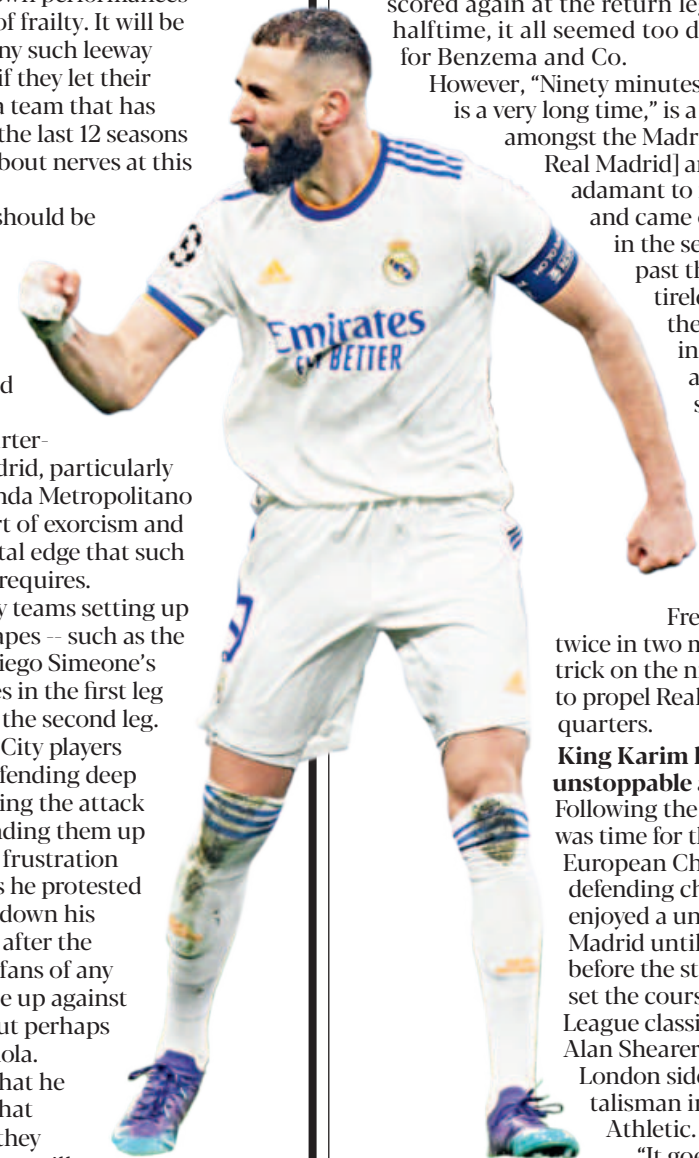 of frailty. It will be
ny such leeway
if they let their
a team that has
the last 12 seasons
bout nerves at this
should be
d
rter-
drid, particularly
nda Metropolitano
rt of exorcism and
tal edge that such
requires.
y teams setting up
apes -- such as the
iego Simeone's
es in the first leg
the second leg.
City players
fending deep
ing the attack
nding them up
frustration
s he protested
down his
after the
fans of any
e up against
ut perhaps
ola.
hat he
hat
they
Emirates
FLY BETTER
scored again at the return leg
halftime, it all seemed too d
for Benzema and Co.
However, “Ninety minutes
is a very long time,” is a
amongst the Madr
Real Madrid] a
adamant to
and came
in the se
past th
tirel
the
in
a
s
Fre
twice in two m
trick on the n
to propel Real
quarters.
King Karim
unstoppable
Following the
was time for th
European Ch
defending ch
enjoyed a un
Madrid until
before the st
set the cours
League classi
Alan Shearer
London side
talisman in
Athletic.
“It go